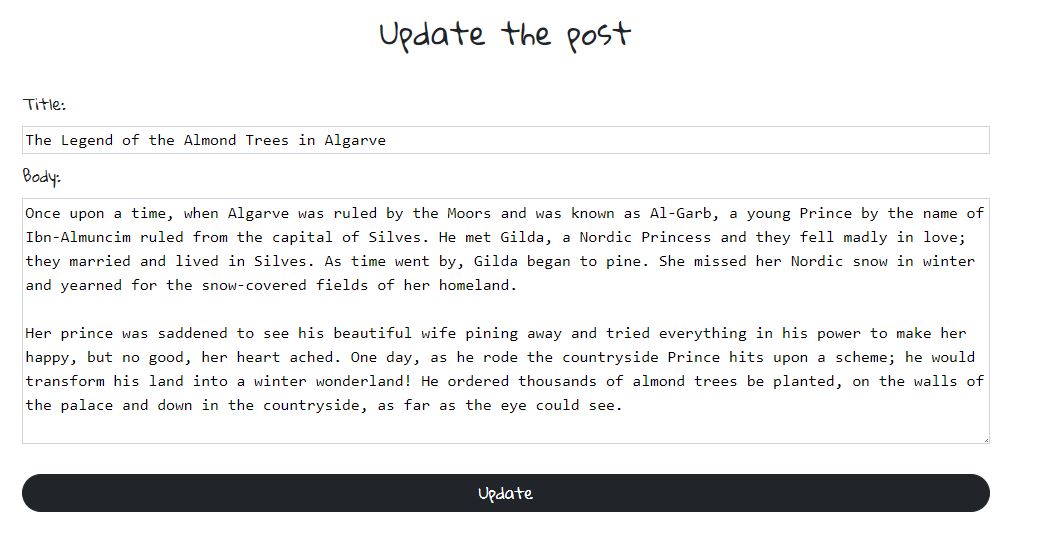 Update the post
Title:
The Legend of the Almond Trees in Algarve
Body:
Once upon a time, when Algarve was ruled by the Moors and was known as Al-Garb, a young Prince by the name of
Ibn-Almuncim ruled from the capital of Silves. He met Gilda, a Nordic Princess and they fell madly in love;
they married and lived in Silves. As time went by, Gilda began to pine. She missed her Nordic snow in winter
and yearned for the snow-covered fields of her homeland.
Her prince was saddened to see his beautiful wife pining away and tried everything in his power to make her
happy, but no good, her heart ached. One day, as he rode the countryside Prince hits upon a scheme; he would
transform his land into a winter wonderland! He ordered thousands of almond trees be planted, on the walls of
the palace and down in the countryside, as far as the eye could see.
Update